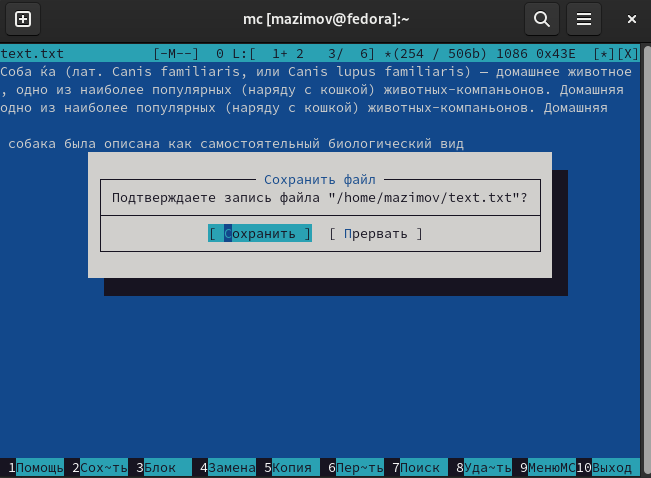 mc [mazimov@fedora]:~
text.txt [-M--] 0 L:[ 1+ 2 3/ 6] *(254 / 506b) 1086 0x43E [*][X]
Соба ќа (лат. Canis familiaris, или Canis lupus familiaris) — домашнее животное
, одно из наиболее популярных (наряду с кошкой) животных-компаньонов. Домашняя
одно из наиболее популярных (наряду с кошкой) животных-компаньонов. Домашняя
собака была описана как самостоятельный биологический вид
Сохранить файл
Подтверждаете запись файла "/home/mazimov/text.txt"?
[ Сохранить ] [ Прервать ]
1Помощь 2Сох~ть 3Блок 4Замена 5Копия 6Пер~ть 7Поиск 8Уда~ть 9МенюMC 10Выход